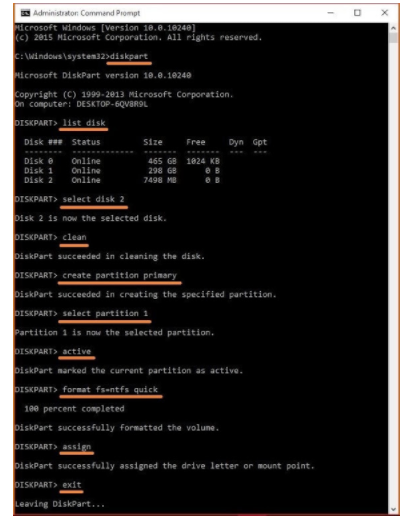 Administrator: Command Prompt
Microsoft Windows [Version 10.0.10240]
(c) 2015 Microsoft Corporation. All rights reserved.
C:\Windows\system32>diskpart
Microsoft DiskPart version 10.0.10240
Copyright (C) 1999-2013 Microsoft Corporation.
On computer: DESKTOP-6QV8R9L
DISKPART> list disk
Disk ### Status Size Free Dyn Gpt
-------- ------------- ------- ------- --- ---
Disk 0 Online 465 GB 1024 KB
Disk 1 Online 298 GB 0 B
Disk 2 Online 7498 MB 0 B
DISKPART> select disk 2
Disk 2 is now the selected disk.
DISKPART> clean
DiskPart succeeded in cleaning the disk.
DISKPART> create partition primary
DiskPart succeeded in creating the specified partition.
DISKPART> select partition 1
Partition 1 is now the selected partition.
DISKPART> active
DiskPart marked the current partition as active.
DISKPART> format fs=ntfs quick
100 percent completed
DiskPart successfully formatted the volume.
DISKPART> assign
DiskPart successfully assigned the drive letter or mount point.
DISKPART> exit
Leaving DiskPart...